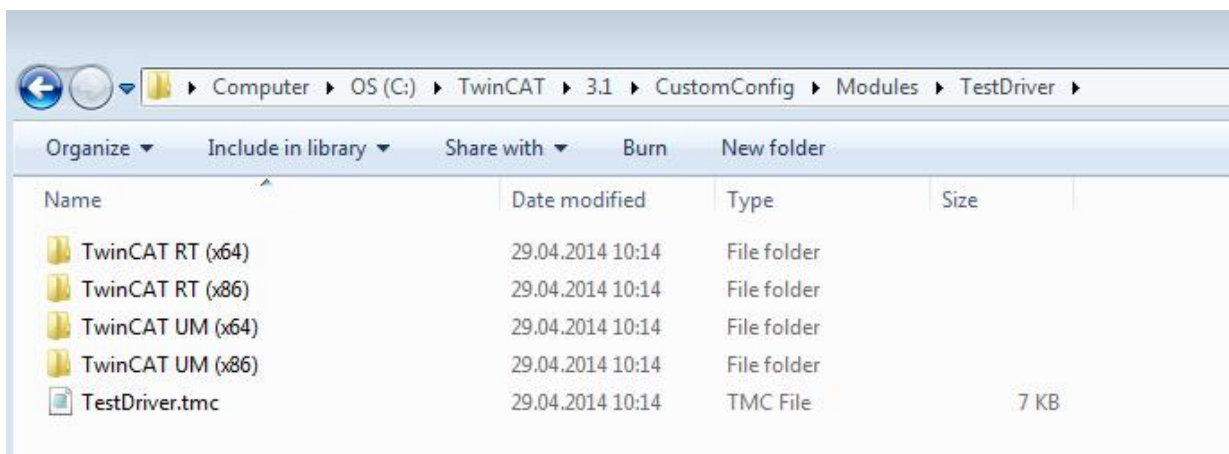 Computer OS (C:) TwinCAT 3.1 CustomConfig Modules TestDriver
Organize Include in library Share with Burn New folder
Name Date modified Type Size
TwinCAT RT (x64) 29.04.2014 10:14 File folder
TwinCAT RT (x86) 29.04.2014 10:14 File folder
TwinCAT UM (x64) 29.04.2014 10:14 File folder
TwinCAT UM (x86) 29.04.2014 10:14 File folder
TestDriver.tmc 29.04.2014 10:14 TMC File 7 KB